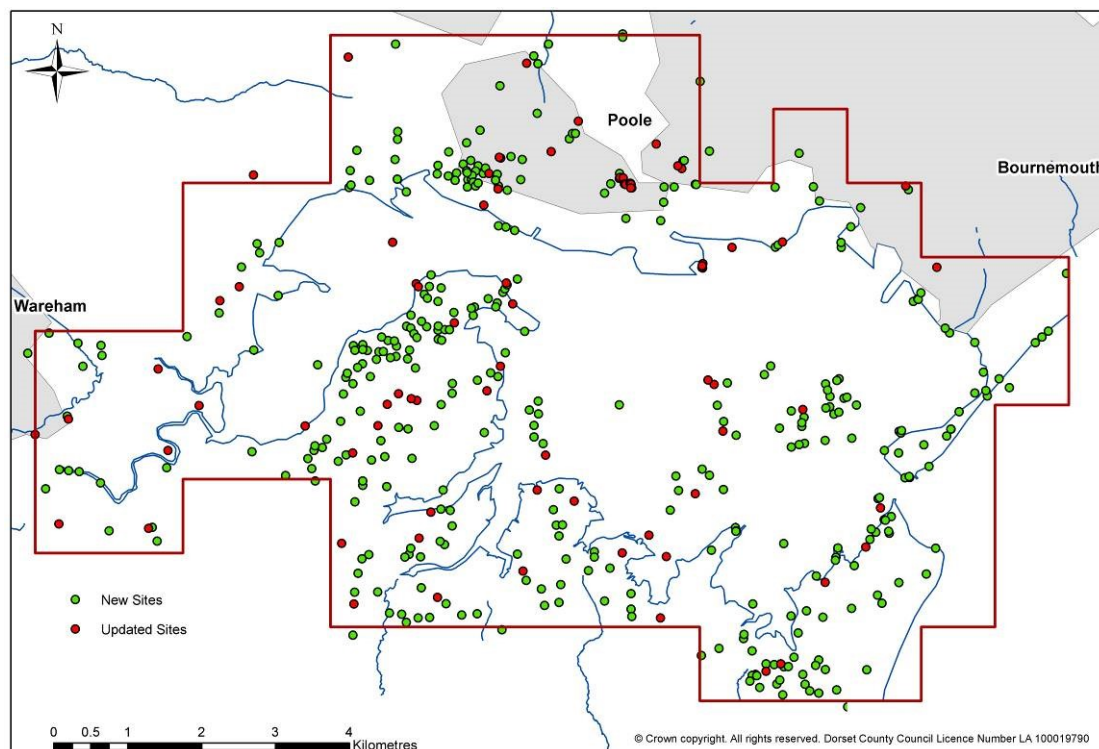 N
Poole
Bournemouth
Wareham
New Sites
Updated Sites
0 0.5 1 2 3 4
Kilometres
© Crown copyright. All rights reserved. Dorset County Council Licence Number LA 100019790